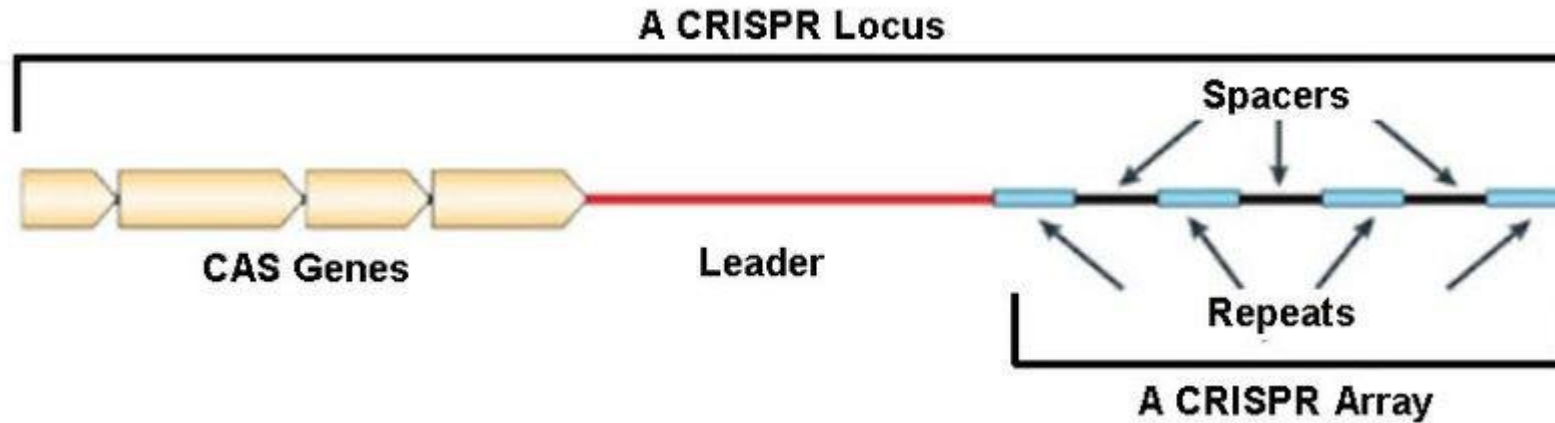 A CRISPR Locus
Spacers
CAS Genes
Leader
Repeats
A CRISPR Array